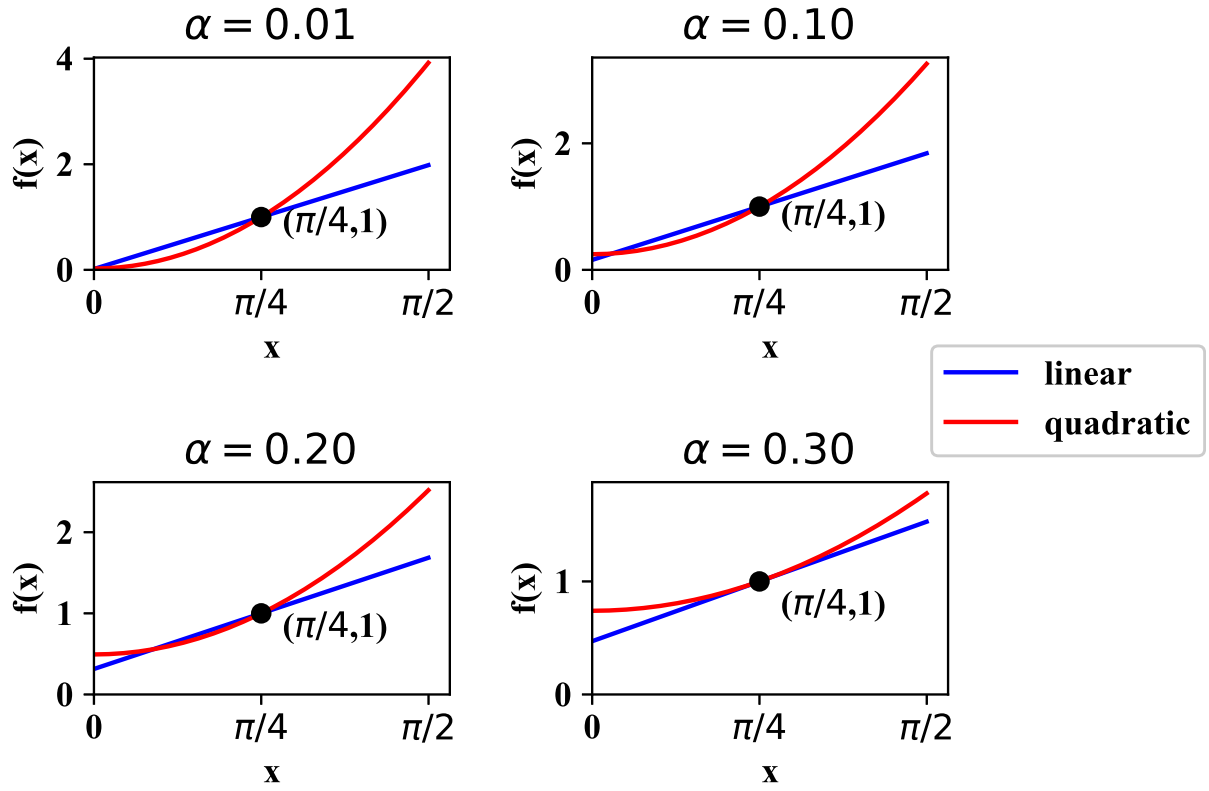 α = 0.01
f(x)
4
2
0
(π/4,1)
0 π/4 π/2
x
α = 0.10
f(x)
2
0
(π/4,1)
0 π/4 π/2
x
linear
quadratic
α = 0.20
f(x)
2
1
0
(π/4,1)
0 π/4 π/2
x
α = 0.30
f(x)
1
0
(π/4,1)
0 π/4 π/2
x